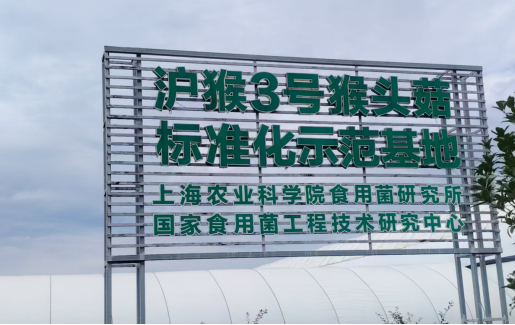 沪猴3号猴头菇
标准化示范基地
上海农业科学院食用菌研究所
国家食用菌工程技术研究中心